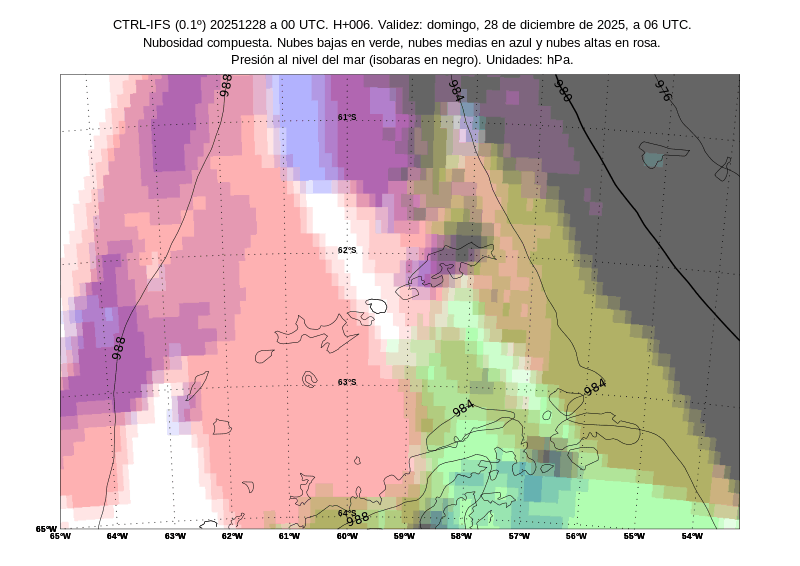 CTRL-IFS (0.1º) 20251228 a 00 UTC. H+006. Validez: domingo, 28 de diciembre de 2025, a 06 UTC.
Nubosidad compuesta. Nubes bajas en verde, nubes medias en azul y nubes altas en rosa.
Presión al nivel del mar (isobaras en negro). Unidades: hPa.
988
984
980
976
61°S
62°S
988
63°S
984
984
64°S
988
65°W
65°W 64°W 63°W 62°W 61°W 60°W 59°W 58°W 57°W 56°W 55°W 54°W